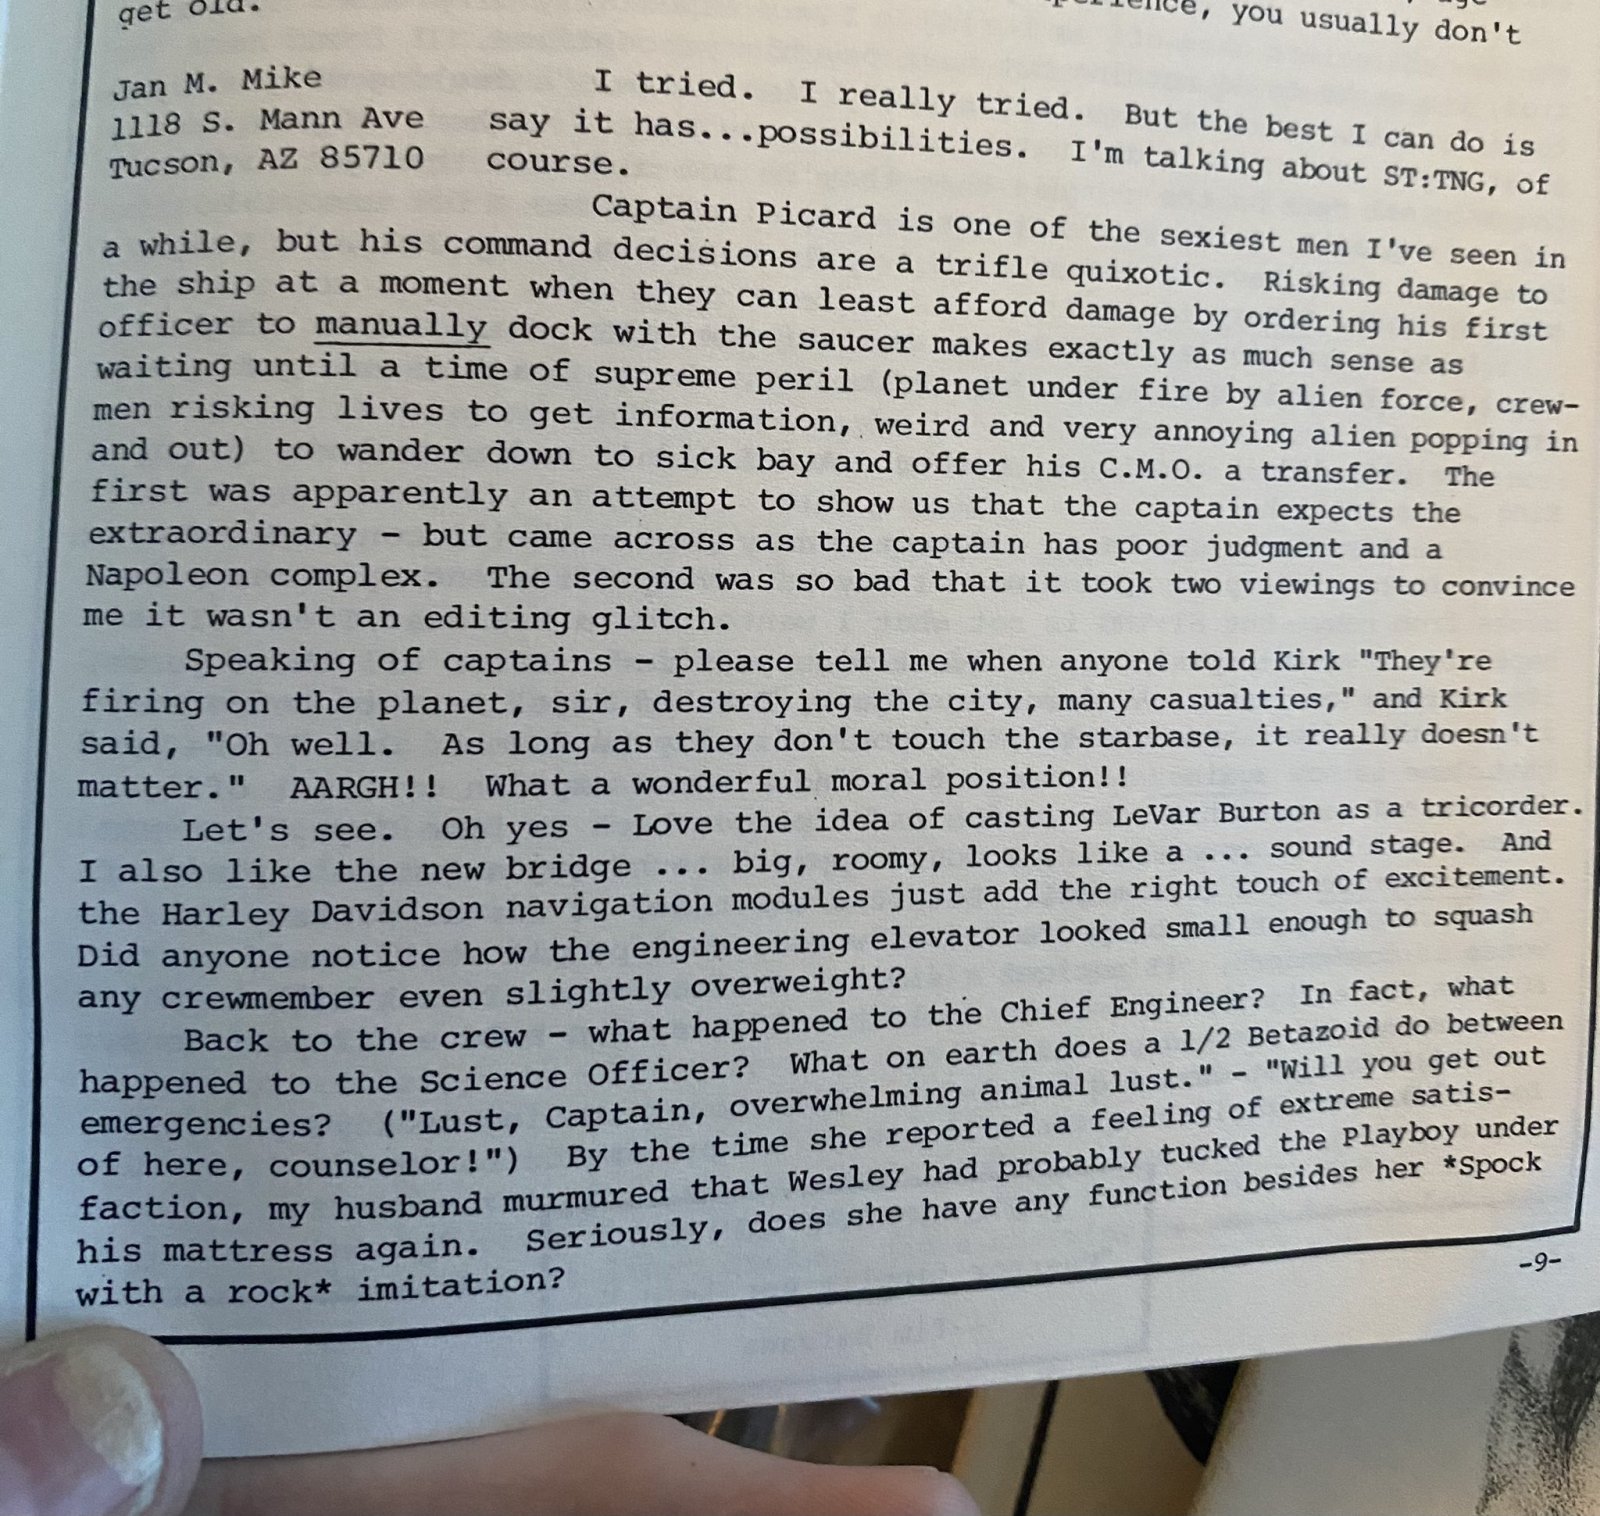 get old.
you usually don't
Jan M. Mike
1118 S. Mann Ave
Tucson, AZ 85710
I tried.  I really tried.  But the best I can do is
say it has...possibilities.  I'm talking about ST:TNG, of
course.
Captain Picard is one of the sexiest men I've seen in
a while, but his command decisions are a trifle quixotic.  Risking damage to
the ship at a moment when they can least afford damage by ordering his first
officer to manually dock with the saucer makes exactly as much sense as
waiting until a time of supreme peril (planet under fire by alien force, crew-
men risking lives to get information, weird and very annoying alien popping in
and out) to wander down to sick bay and offer his C.M.O. a transfer.  The
first was apparently an attempt to show us that the captain expects the
extraordinary - but came across as the captain has poor judgment and a
Napoleon complex.  The second was so bad that it took two viewings to convince
me it wasn't an editing glitch.
Speaking of captains - please tell me when anyone told Kirk "They're
firing on the planet, sir, destroying the city, many casualties," and Kirk
said, "Oh well.  As long as they don't touch the starbase, it really doesn't
matter."  AARGH!!  What a wonderful moral position!!
Let's see.  Oh yes - Love the idea of casting LeVar Burton as a tricorder.
I also like the new bridge ... big, roomy, looks like a ... sound stage.  And
the Harley Davidson navigation modules just add the right touch of excitement.
Did anyone notice how the engineering elevator looked small enough to squash
any crewmember even slightly overweight?
Back to the crew - what happened to the Chief Engineer?  In fact, what
happened to the Science Officer?  What on earth does a 1/2 Betazoid do between
emergencies?  ("Lust, Captain, overwhelming animal lust." - "Will you get out
of here, counselor!")  By the time she reported a feeling of extreme satis-
faction, my husband murmured that Wesley had probably tucked the Playboy under
his mattress again.  Seriously, does she have any function besides her *Spock
with a rock* imitation?
-9-